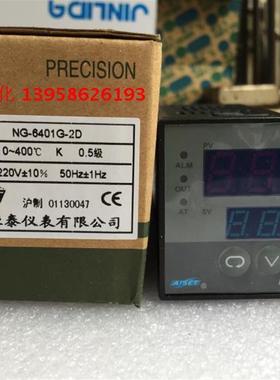 JINLIDA
PRECISION
化 13958626193
NG-6401G-2D
0~400℃ K 0.5级
220V±10% 50Hz±1Hz
沪制 01130047
泰仪表有限公司
PV
ALM
OUT
AT
SV
AISET